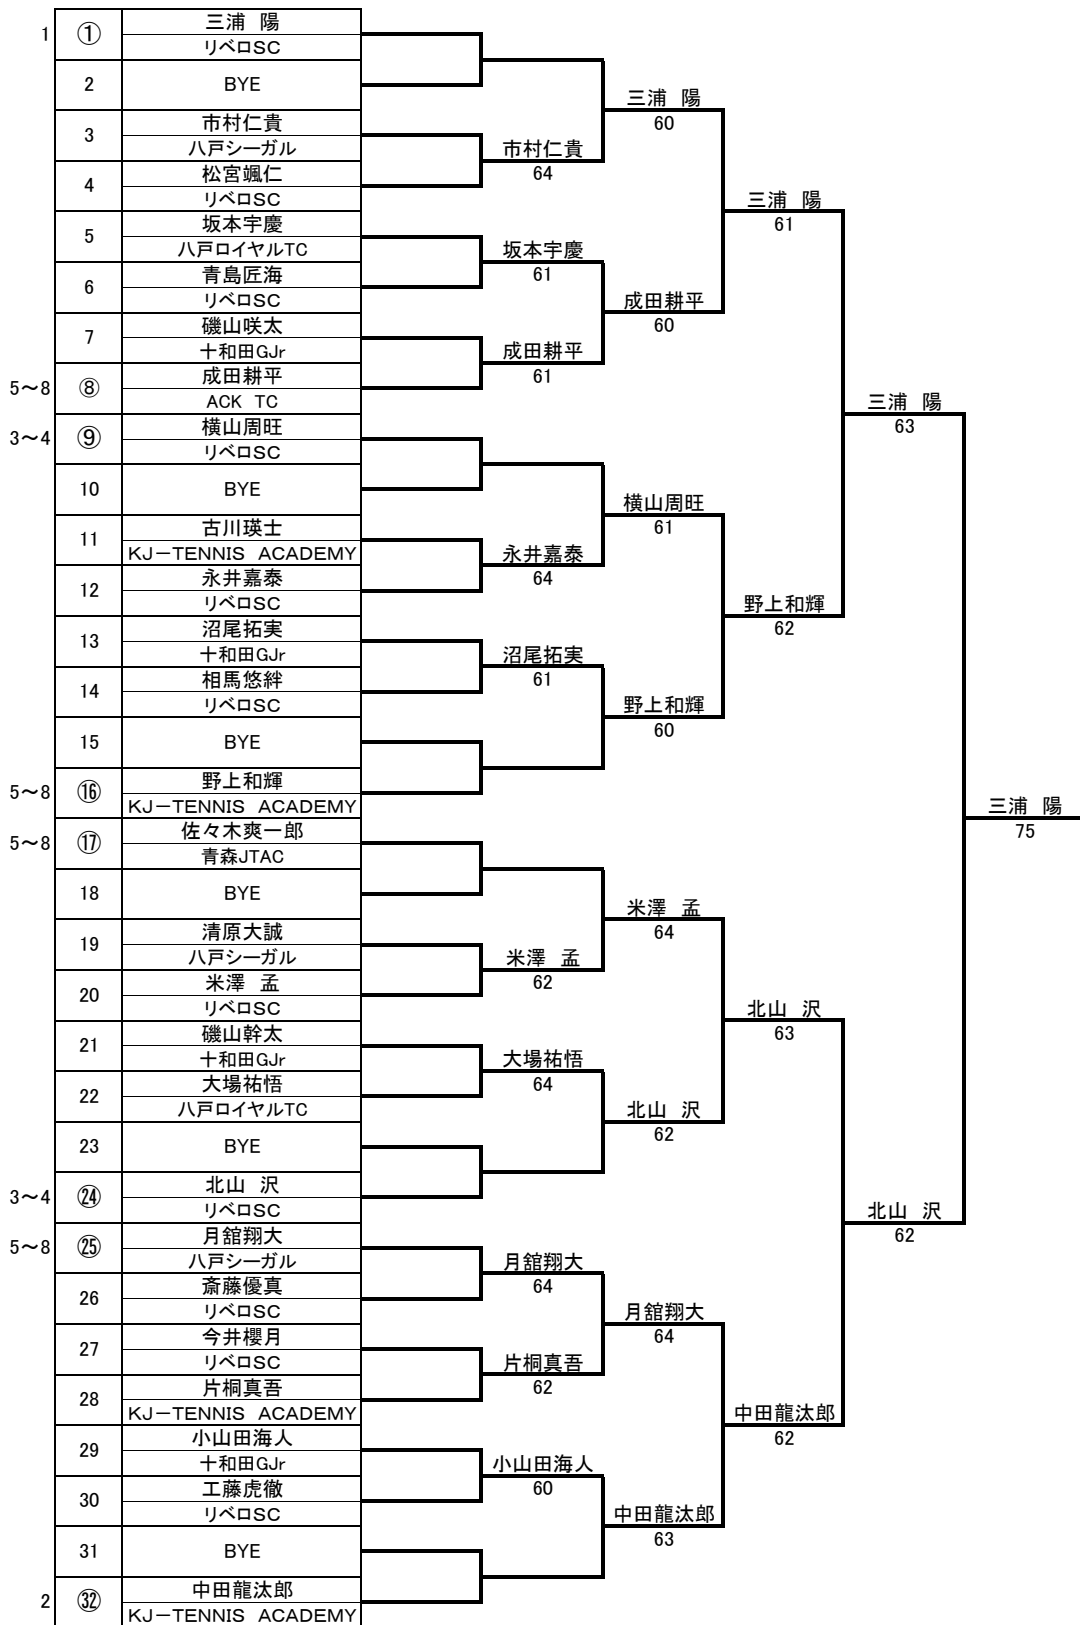 1 ① 三浦　陽
リベロSC
2 BYE
3 市村仁貴
八戸シーガル
4 松宮颯仁
リベロSC
5 坂本宇慶
八戸ロイヤルTC
6 青島匠海
リベロSC
7 磯山咲太
十和田GJr
5～8 ⑧ 成田耕平
ACK　TC
3～4 ⑨ 横山周旺
リベロSC
10 BYE
11 古川瑛士
KJ－TENNIS　ACADEMY
12 永井嘉泰
リベロSC
13 沼尾拓実
十和田GJr
14 相馬悠絆
リベロSC
15 BYE
5～8 ⑯ 野上和輝
KJ－TENNIS　ACADEMY
5～8 ⑰ 佐々木爽一郎
青森JTAC
18 BYE
19 清原大誠
八戸シーガル
20 米澤　孟
リベロSC
21 磯山幹太
十和田GJr
22 大場祐悟
八戸ロイヤルTC
23 BYE
3～4 ㉔ 北山　沢
リベロSC
5～8 ㉕ 月舘翔大
八戸シーガル
26 斎藤優真
リベロSC
27 今井櫻月
リベロSC
28 片桐真吾
KJ－TENNIS　ACADEMY
29 小山田海人
十和田GJr
30 工藤虎徹
リベロSC
31 BYE
2 ㉜ 中田龍汰郎
KJ－TENNIS　ACADEMY
市村仁貴
64
坂本宇慶
61
成田耕平
61
永井嘉泰
64
沼尾拓実
61
米澤　孟
62
大場祐悟
64
月舘翔大
64
片桐真吾
62
小山田海人
60
三浦　陽
60
成田耕平
60
横山周旺
61
野上和輝
60
米澤　孟
64
北山　沢
62
月舘翔大
64
中田龍汰郎
63
三浦　陽
61
野上和輝
62
北山　沢
63
中田龍汰郎
62
三浦　陽
63
北山　沢
62
三浦　陽
75